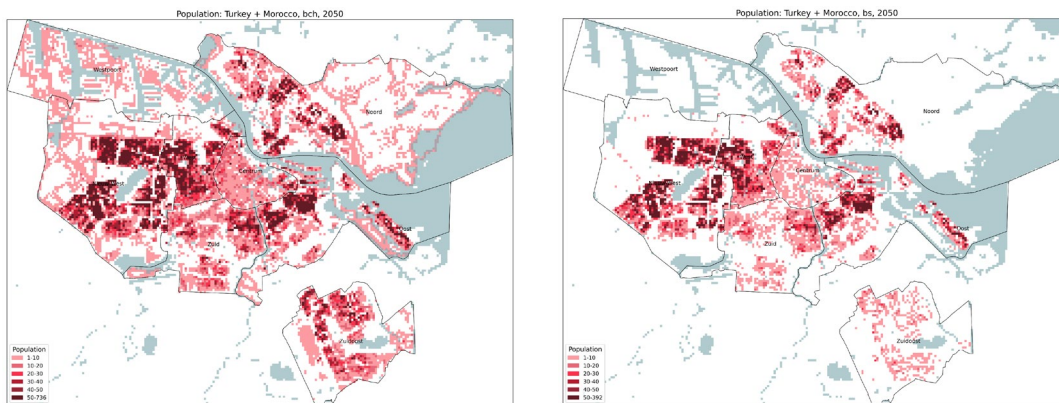 Population: Turkey + Morocco, bch, 2050
Westpoort
Noord
Centrum
West
Oost
Zuid
Zuidoost
Population
1-10
10-20
20-30
30-40
40-50
50-736
Population: Turkey + Morocco, bs, 2050
Westpoort
Noord
Centrum
West
Oost
Zuid
Zuidoost
Population
1-10
10-20
20-30
30-40
40-50
50-392